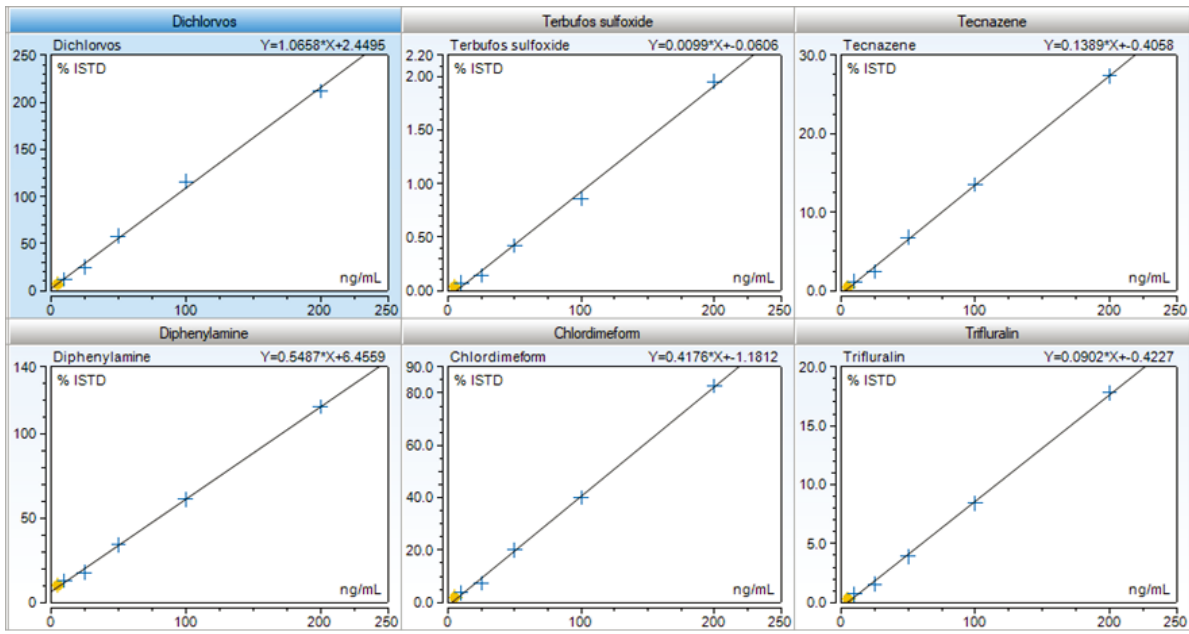 Dichlorvos
Dichlorvos Y=1.0658*X+2.4495
% ISTD
250
200
150
100
50
0
ng/mL
0 100 200 250
Terbufos sulfoxide
Terbufos sulfoxide Y=0.0099*X+-0.0606
% ISTD
2.20
2.00
1.00
0.50
0.00
ng/mL
0 100 200 250
Tecnazene
Tecnazene Y=0.1389*X+-0.4058
% ISTD
30.0
20.0
10.0
0.0
ng/mL
0 100 200 250
Diphenylamine
Diphenylamine Y=0.5487*X+6.4559
% ISTD
140
100
50
0
ng/mL
0 100 200 250
Chlordimeform
Chlordimeform Y=0.4176*X+-1.1812
% ISTD
90.0
80.0
60.0
40.0
20.0
0.0
ng/mL
0 100 200 250
Trifluralin
Trifluralin Y=0.0902*X+-0.4227
% ISTD
20.0
15.0
10.0
5.0
0.0
ng/mL
0 100 200 250